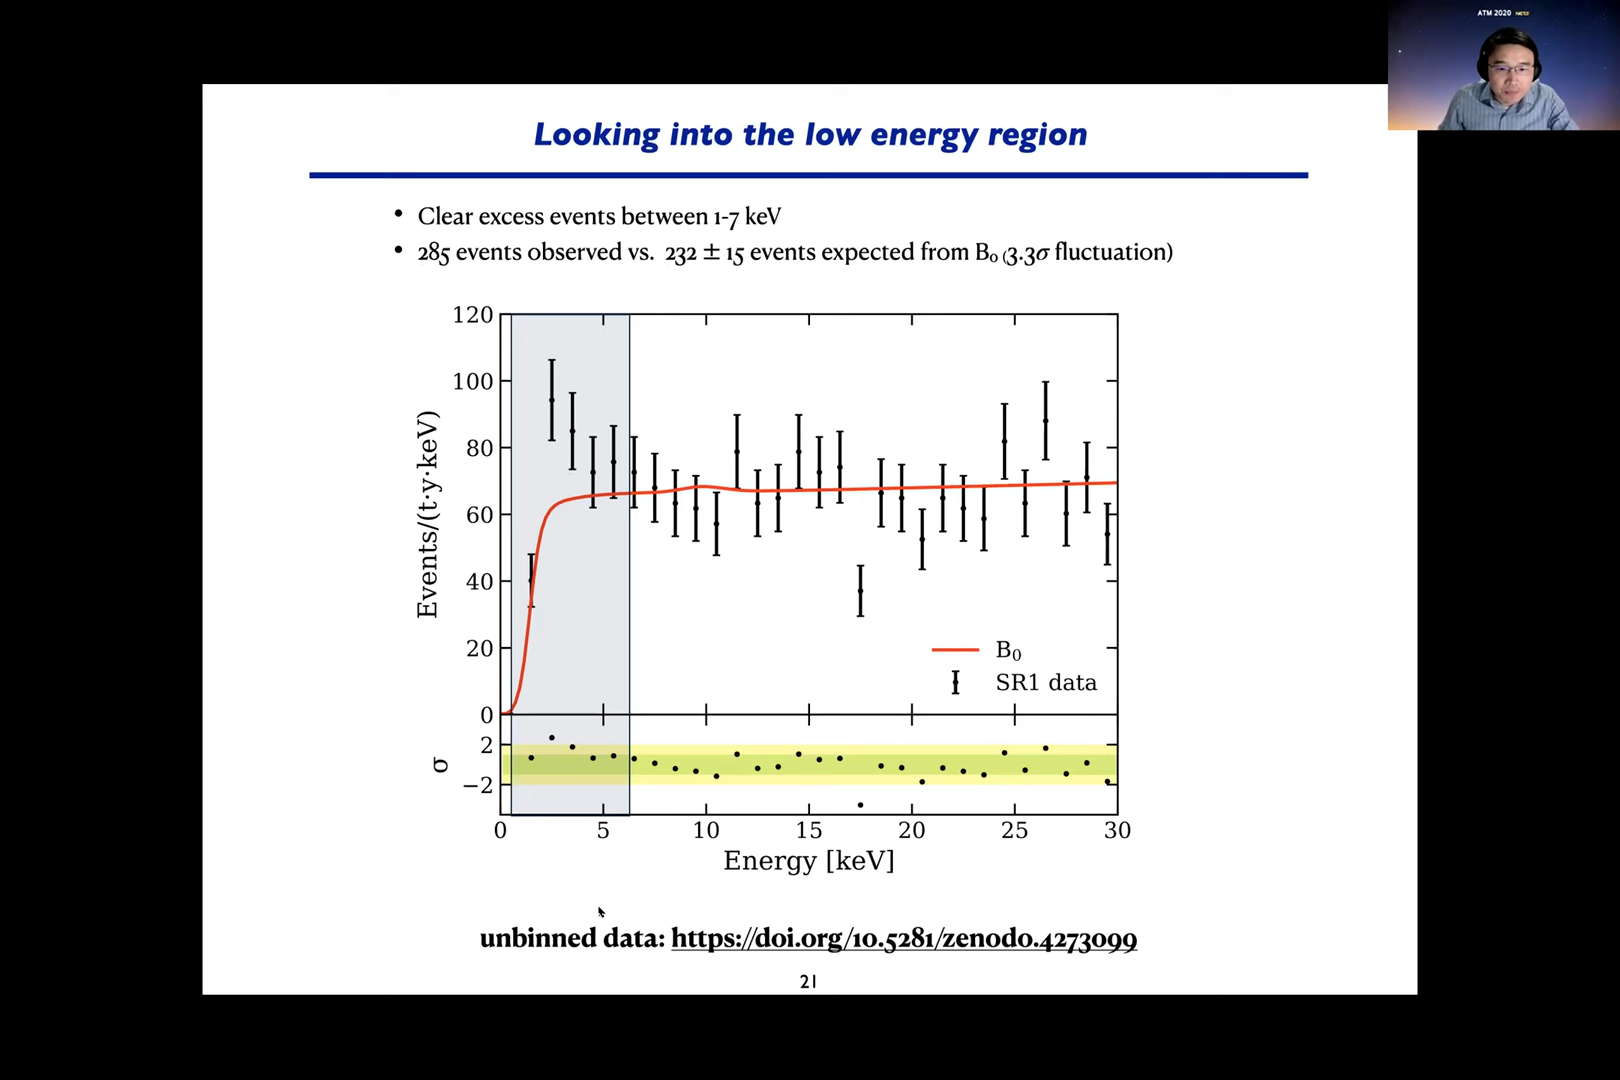 ATM 2020
Looking into the low energy region
• Clear excess events between 1-7 keV
• 285 events observed vs. 232 ± 15 events expected from B₀ (3.3σ fluctuation)
120
100
80
60
40
20
0
Events/(t·y·keV)
B₀
SR1 data
2
−2
σ
0 5 10 15 20 25 30
Energy [keV]
unbinned data: https://doi.org/10.5281/zenodo.4273099
21